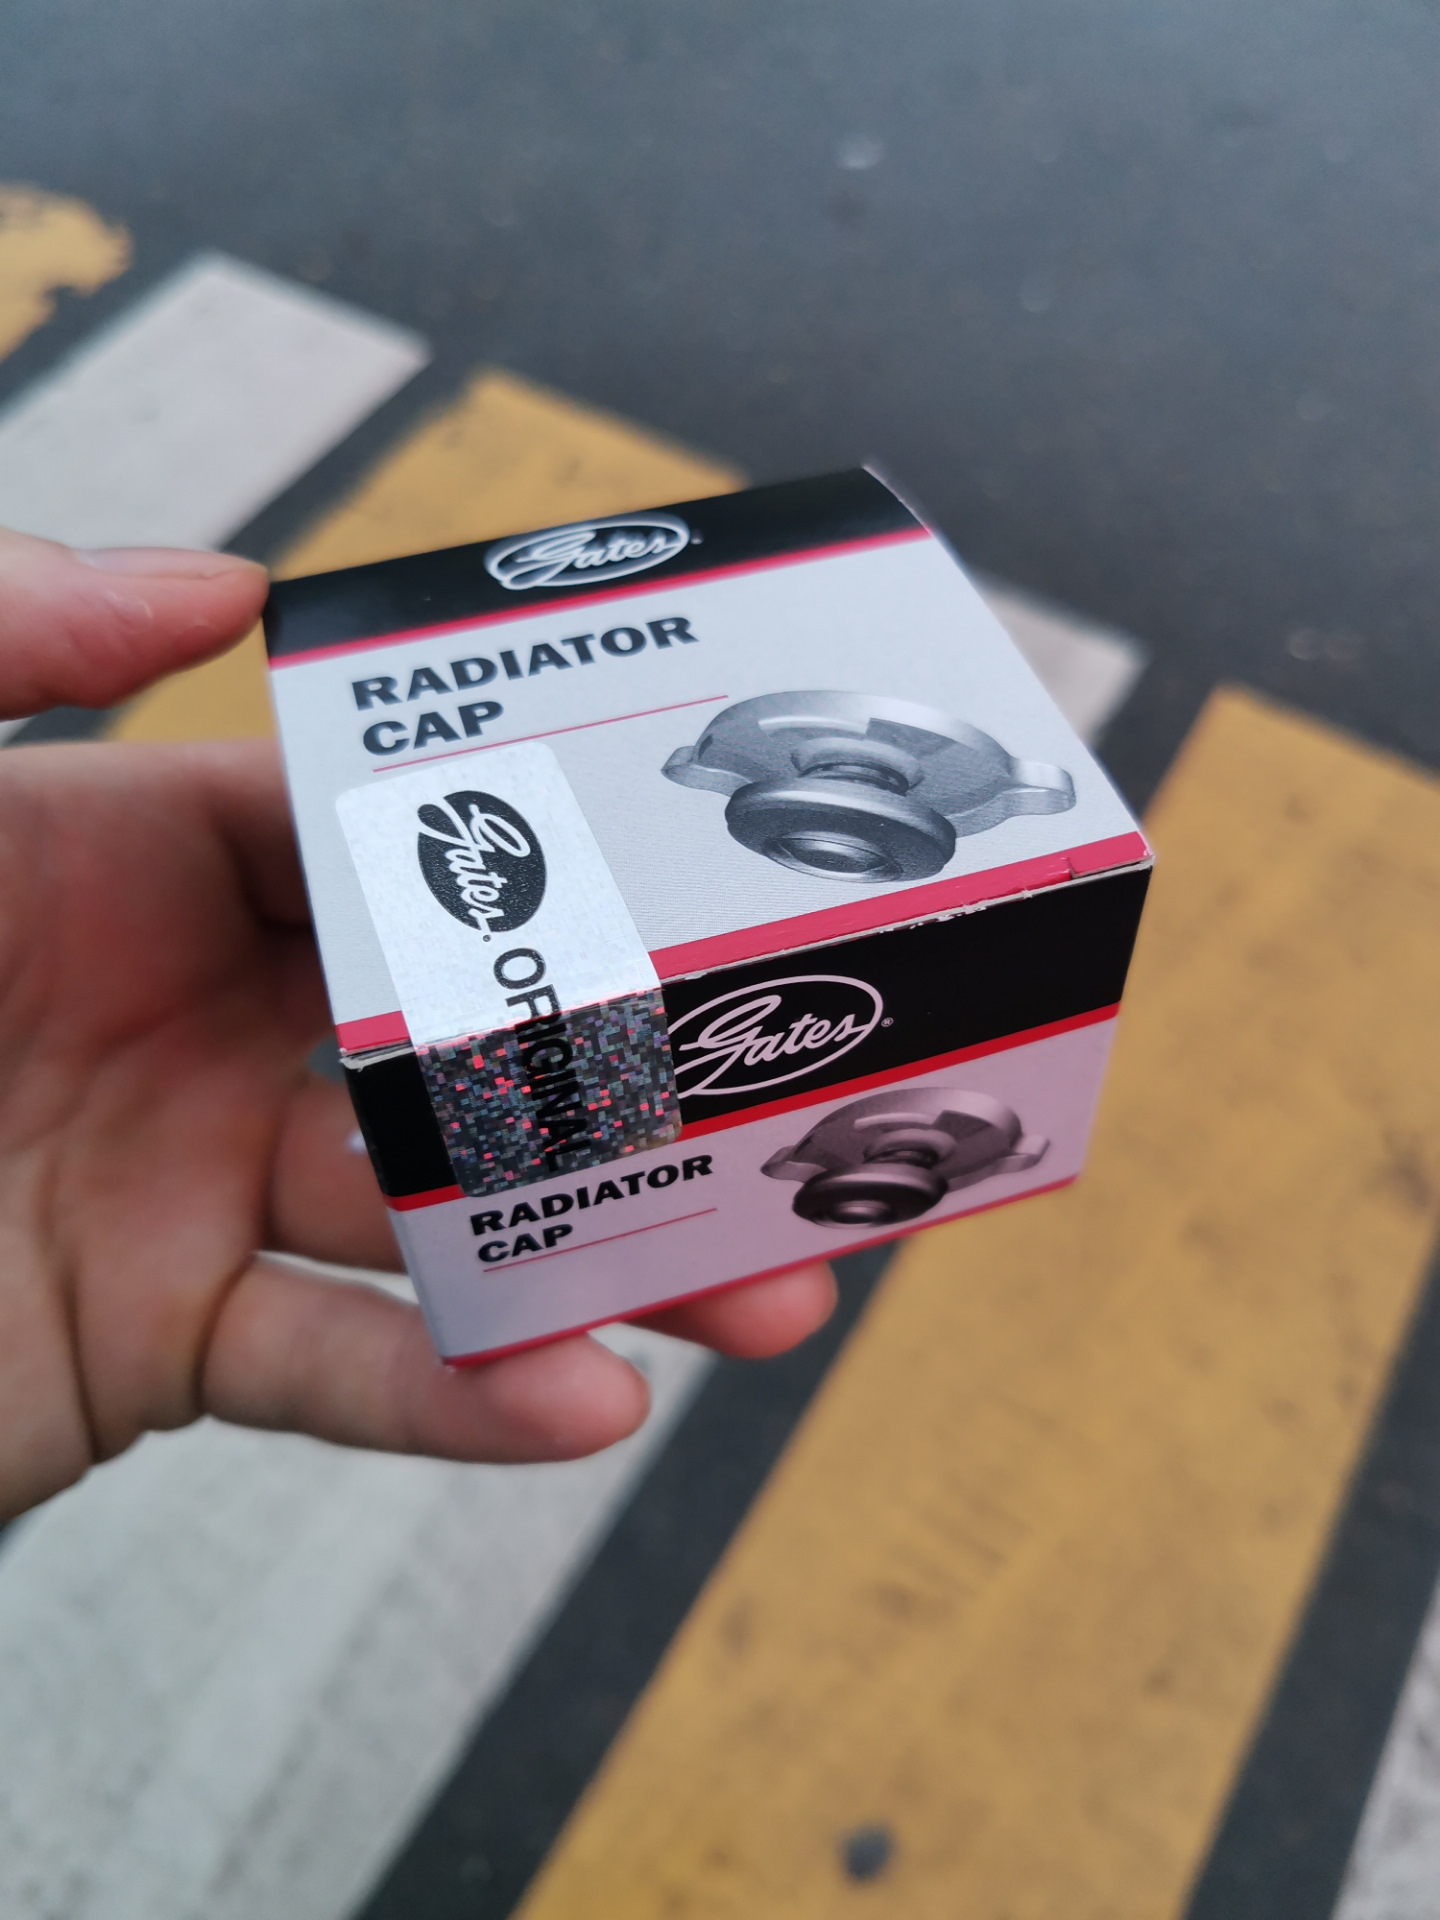 Gates
RADIATOR
CAP
Gates® ORIGINAL
Gates®
RADIATOR
CAP